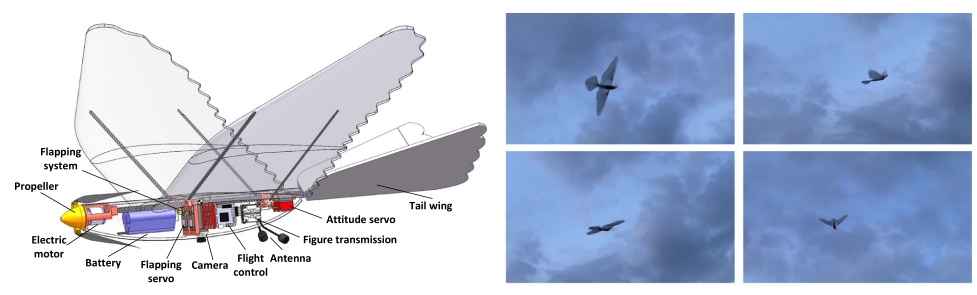 Flapping
system
Propeller
Electric
motor
Battery
Flapping
servo
Camera
Flight
control
Antenna
Figure transmission
Attitude servo
Tail wing